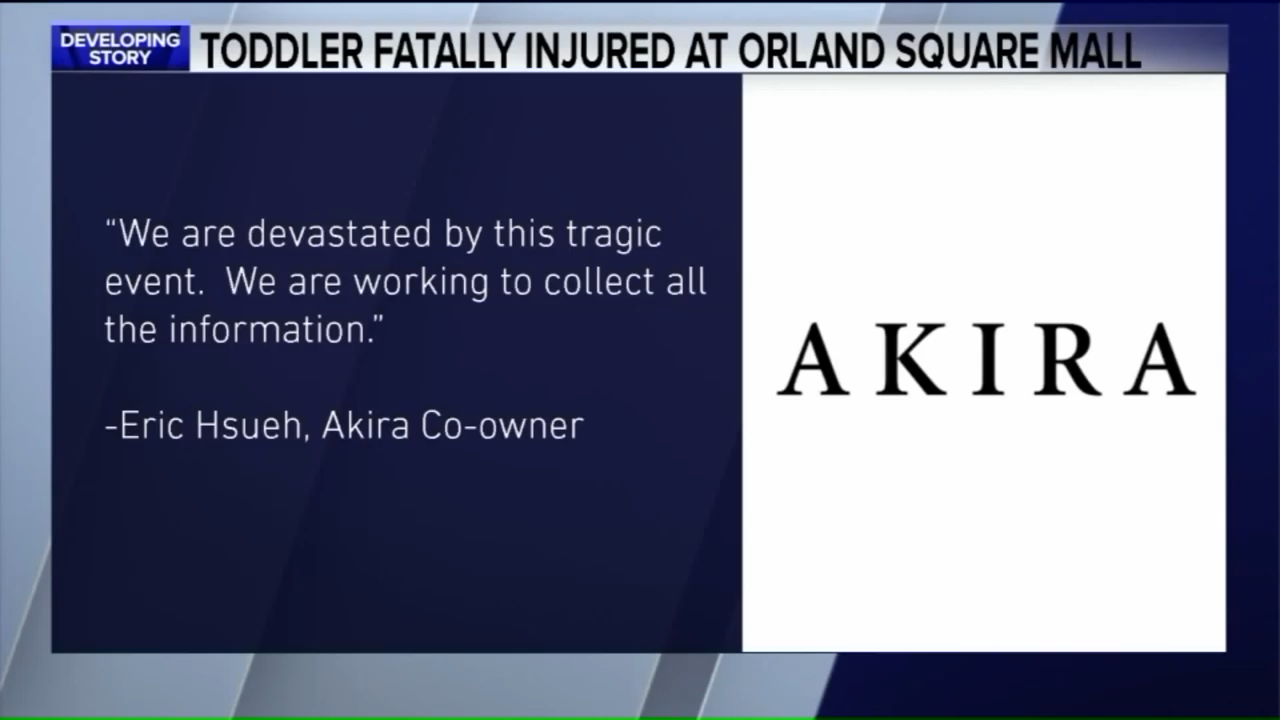 DEVELOPING
STORY
TODDLER FATALLY INJURED AT ORLAND SQUARE MALL
“We are devastated by this tragic
event.  We are working to collect all
the information.”
-Eric Hsueh, Akira Co-owner
AKIRA